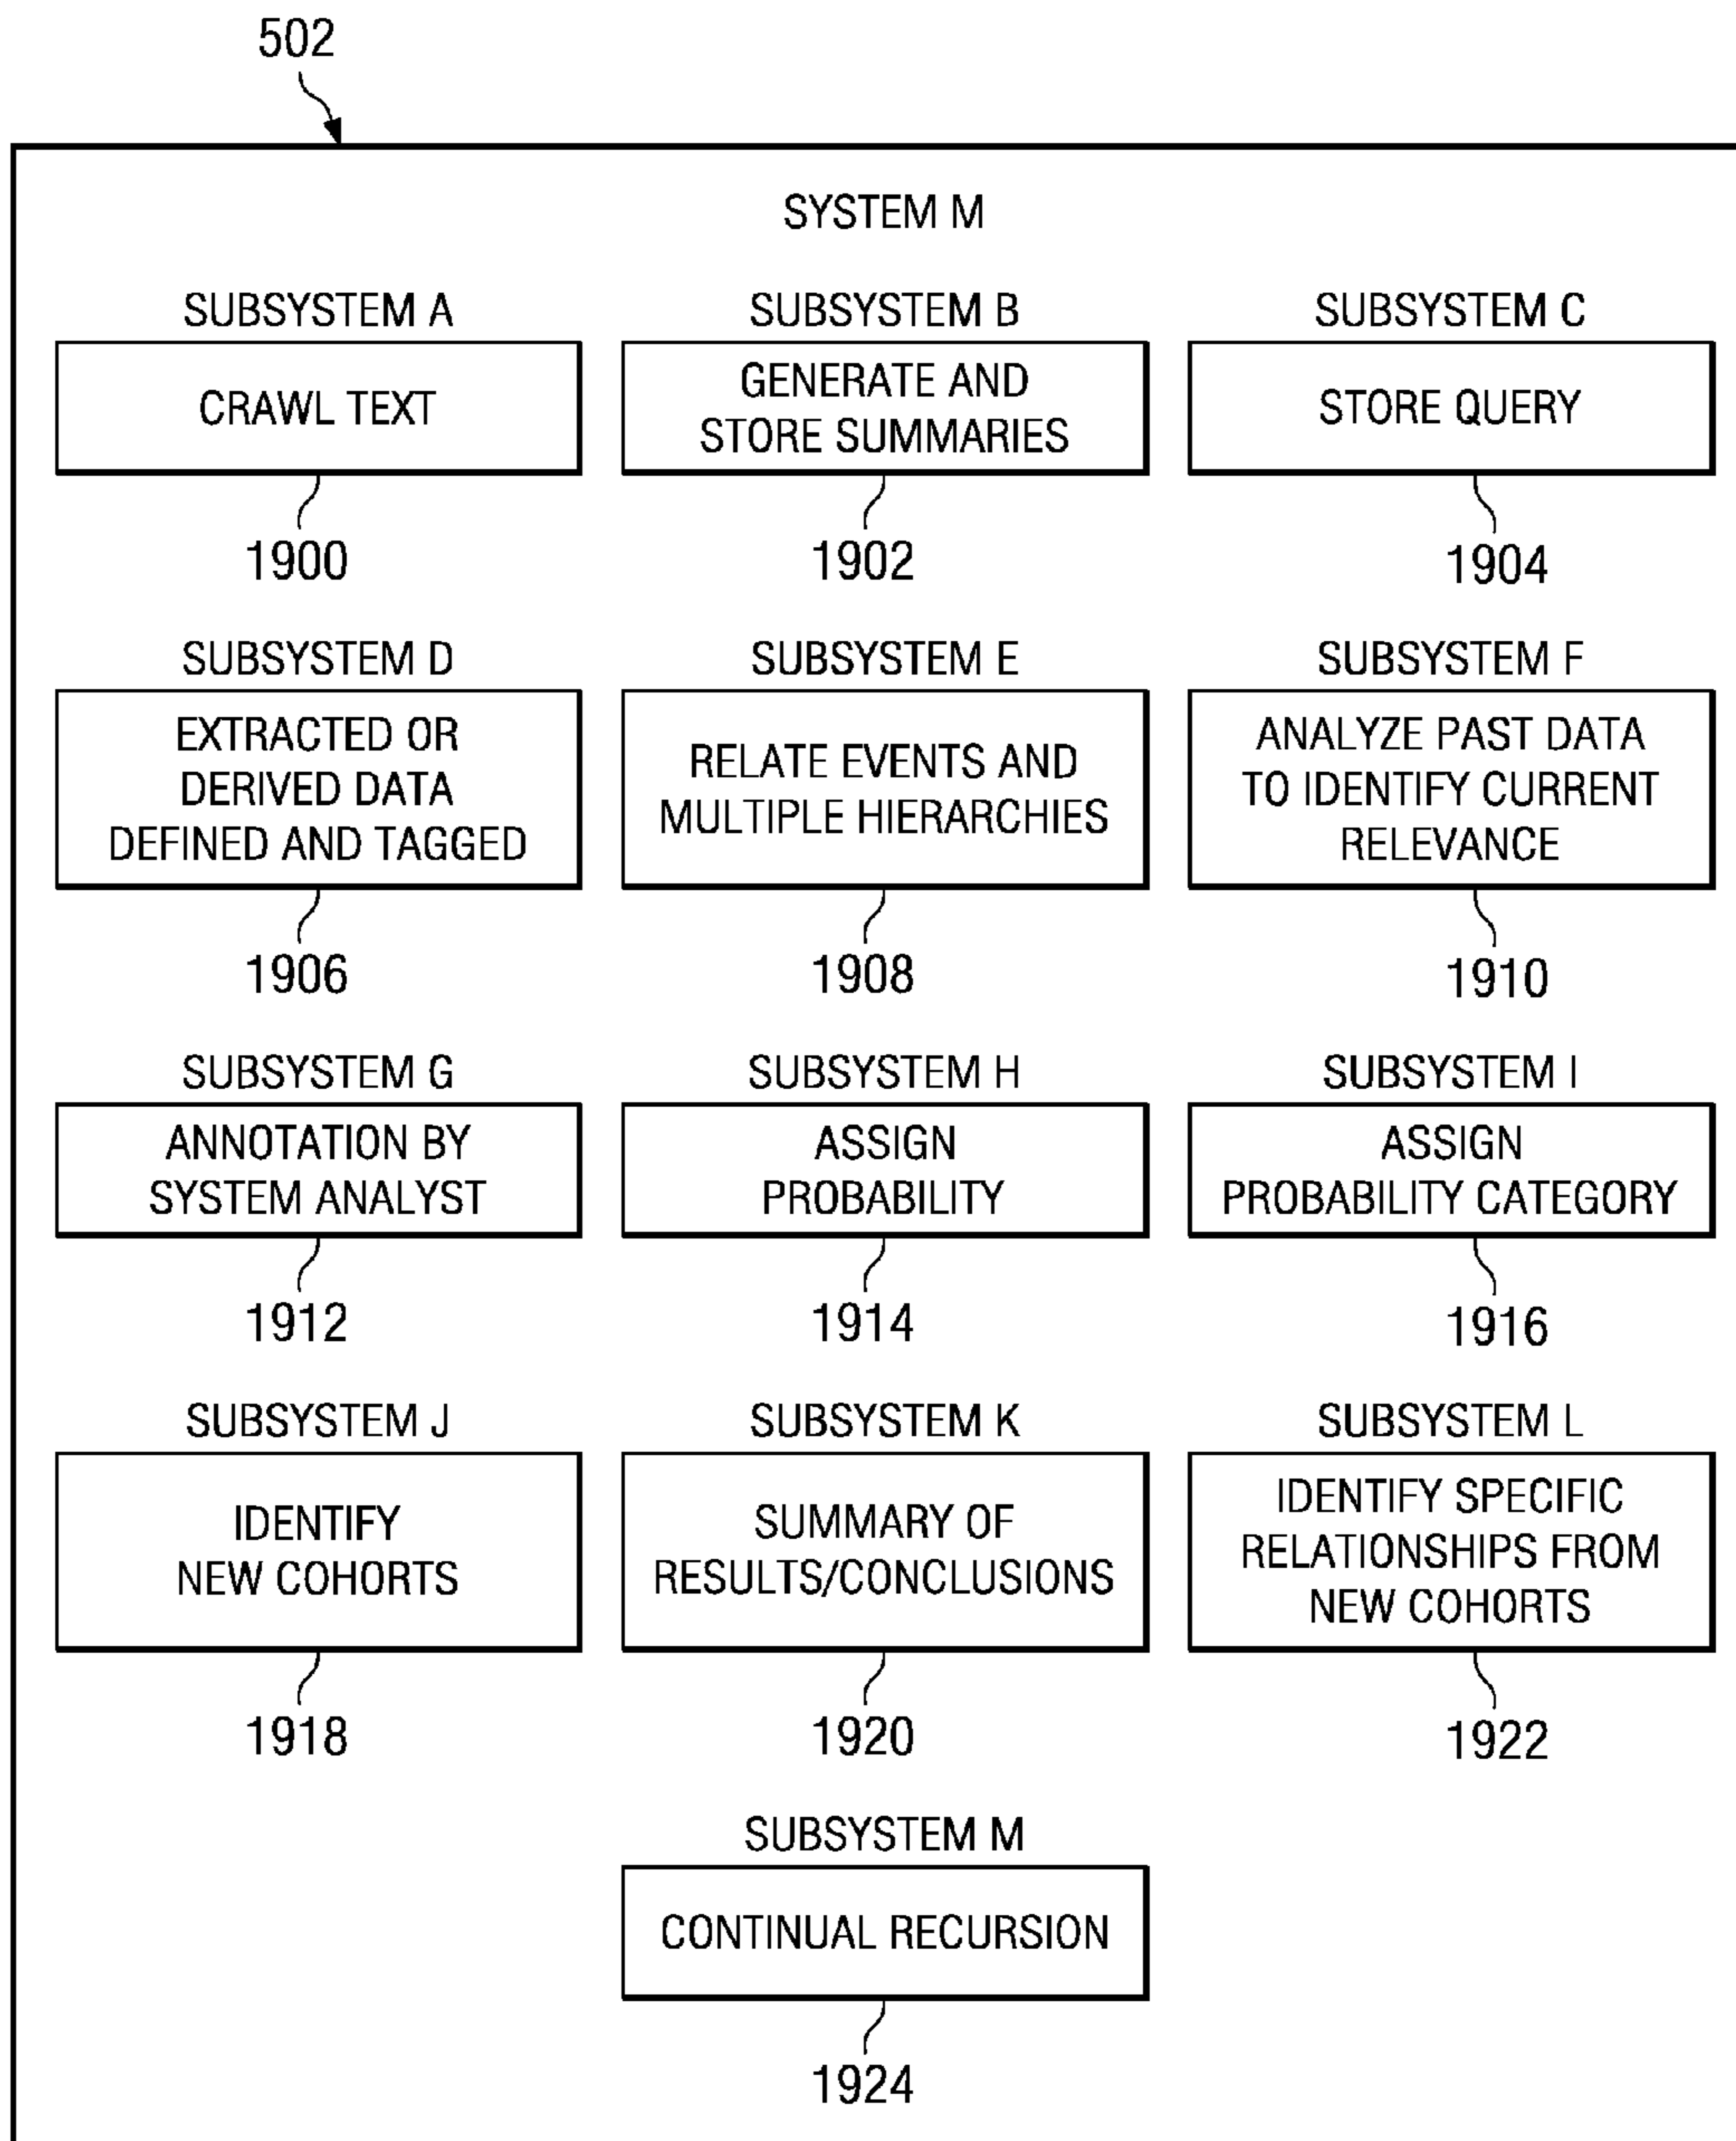 502
SYSTEM M
SUBSYSTEM A
CRAWL TEXT
1900
SUBSYSTEM B
GENERATE AND
STORE SUMMARIES
1902
SUBSYSTEM C
STORE QUERY
1904
SUBSYSTEM D
EXTRACTED OR
DERIVED DATA
DEFINED AND TAGGED
1906
SUBSYSTEM E
RELATE EVENTS AND
MULTIPLE HIERARCHIES
1908
SUBSYSTEM F
ANALYZE PAST DATA
TO IDENTIFY CURRENT
RELEVANCE
1910
SUBSYSTEM G
ANNOTATION BY
SYSTEM ANALYST
1912
SUBSYSTEM H
ASSIGN
PROBABILITY
1914
SUBSYSTEM I
ASSIGN
PROBABILITY CATEGORY
1916
SUBSYSTEM J
IDENTIFY
NEW COHORTS
1918
SUBSYSTEM K
SUMMARY OF
RESULTS/CONCLUSIONS
1920
SUBSYSTEM L
IDENTIFY SPECIFIC
RELATIONSHIPS FROM
NEW COHORTS
1922
SUBSYSTEM M
CONTINUAL RECURSION
1924